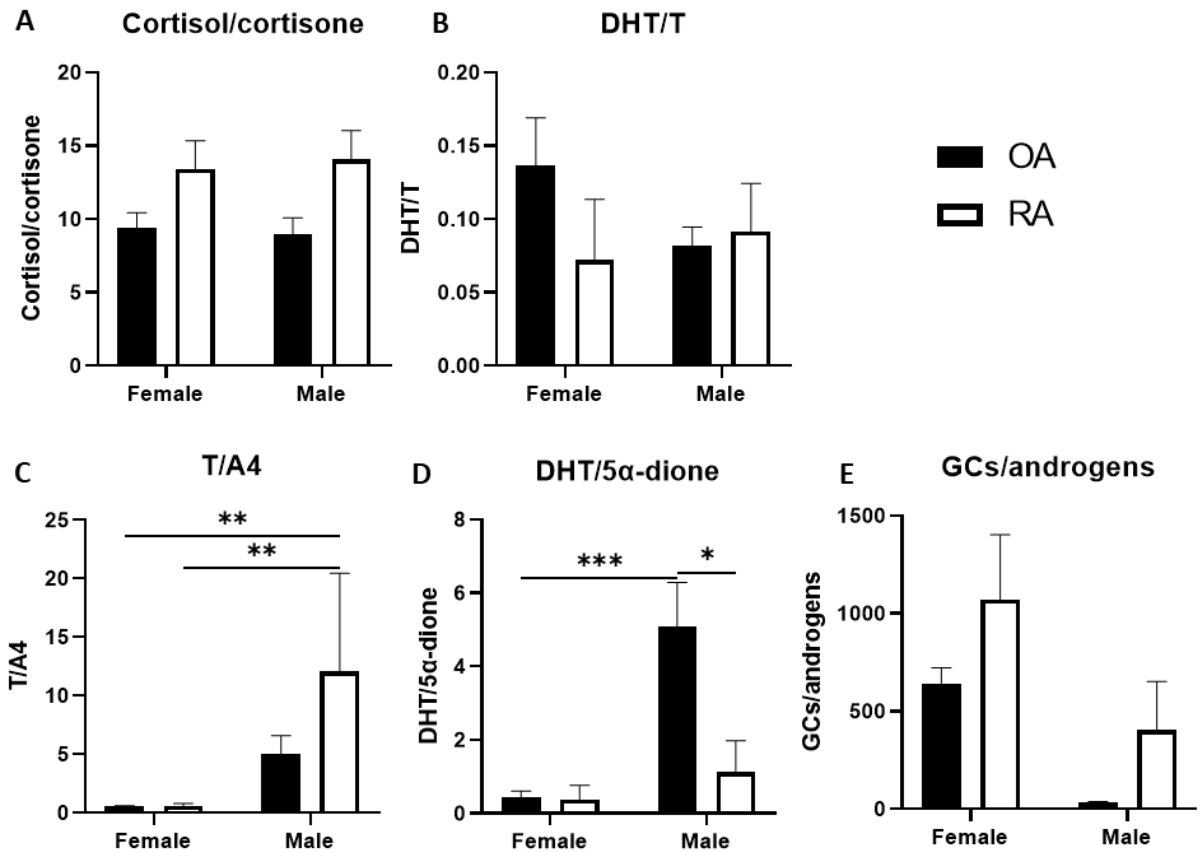 A
Cortisol/cortisone
Cortisol/cortisone
20
15
10
5
0
Female
Male
B
DHT/T
DHT/T
0.20
0.15
0.10
0.05
0.00
Female
Male
OA
RA
C
T/A4
T/A4
25
20
15
10
5
0
**
**
Female
Male
D
DHT/5α-dione
DHT/5α-dione
8
6
4
2
0
***
*
Female
Male
E
GCs/androgens
GCs/androgens
1500
1000
500
0
Female
Male